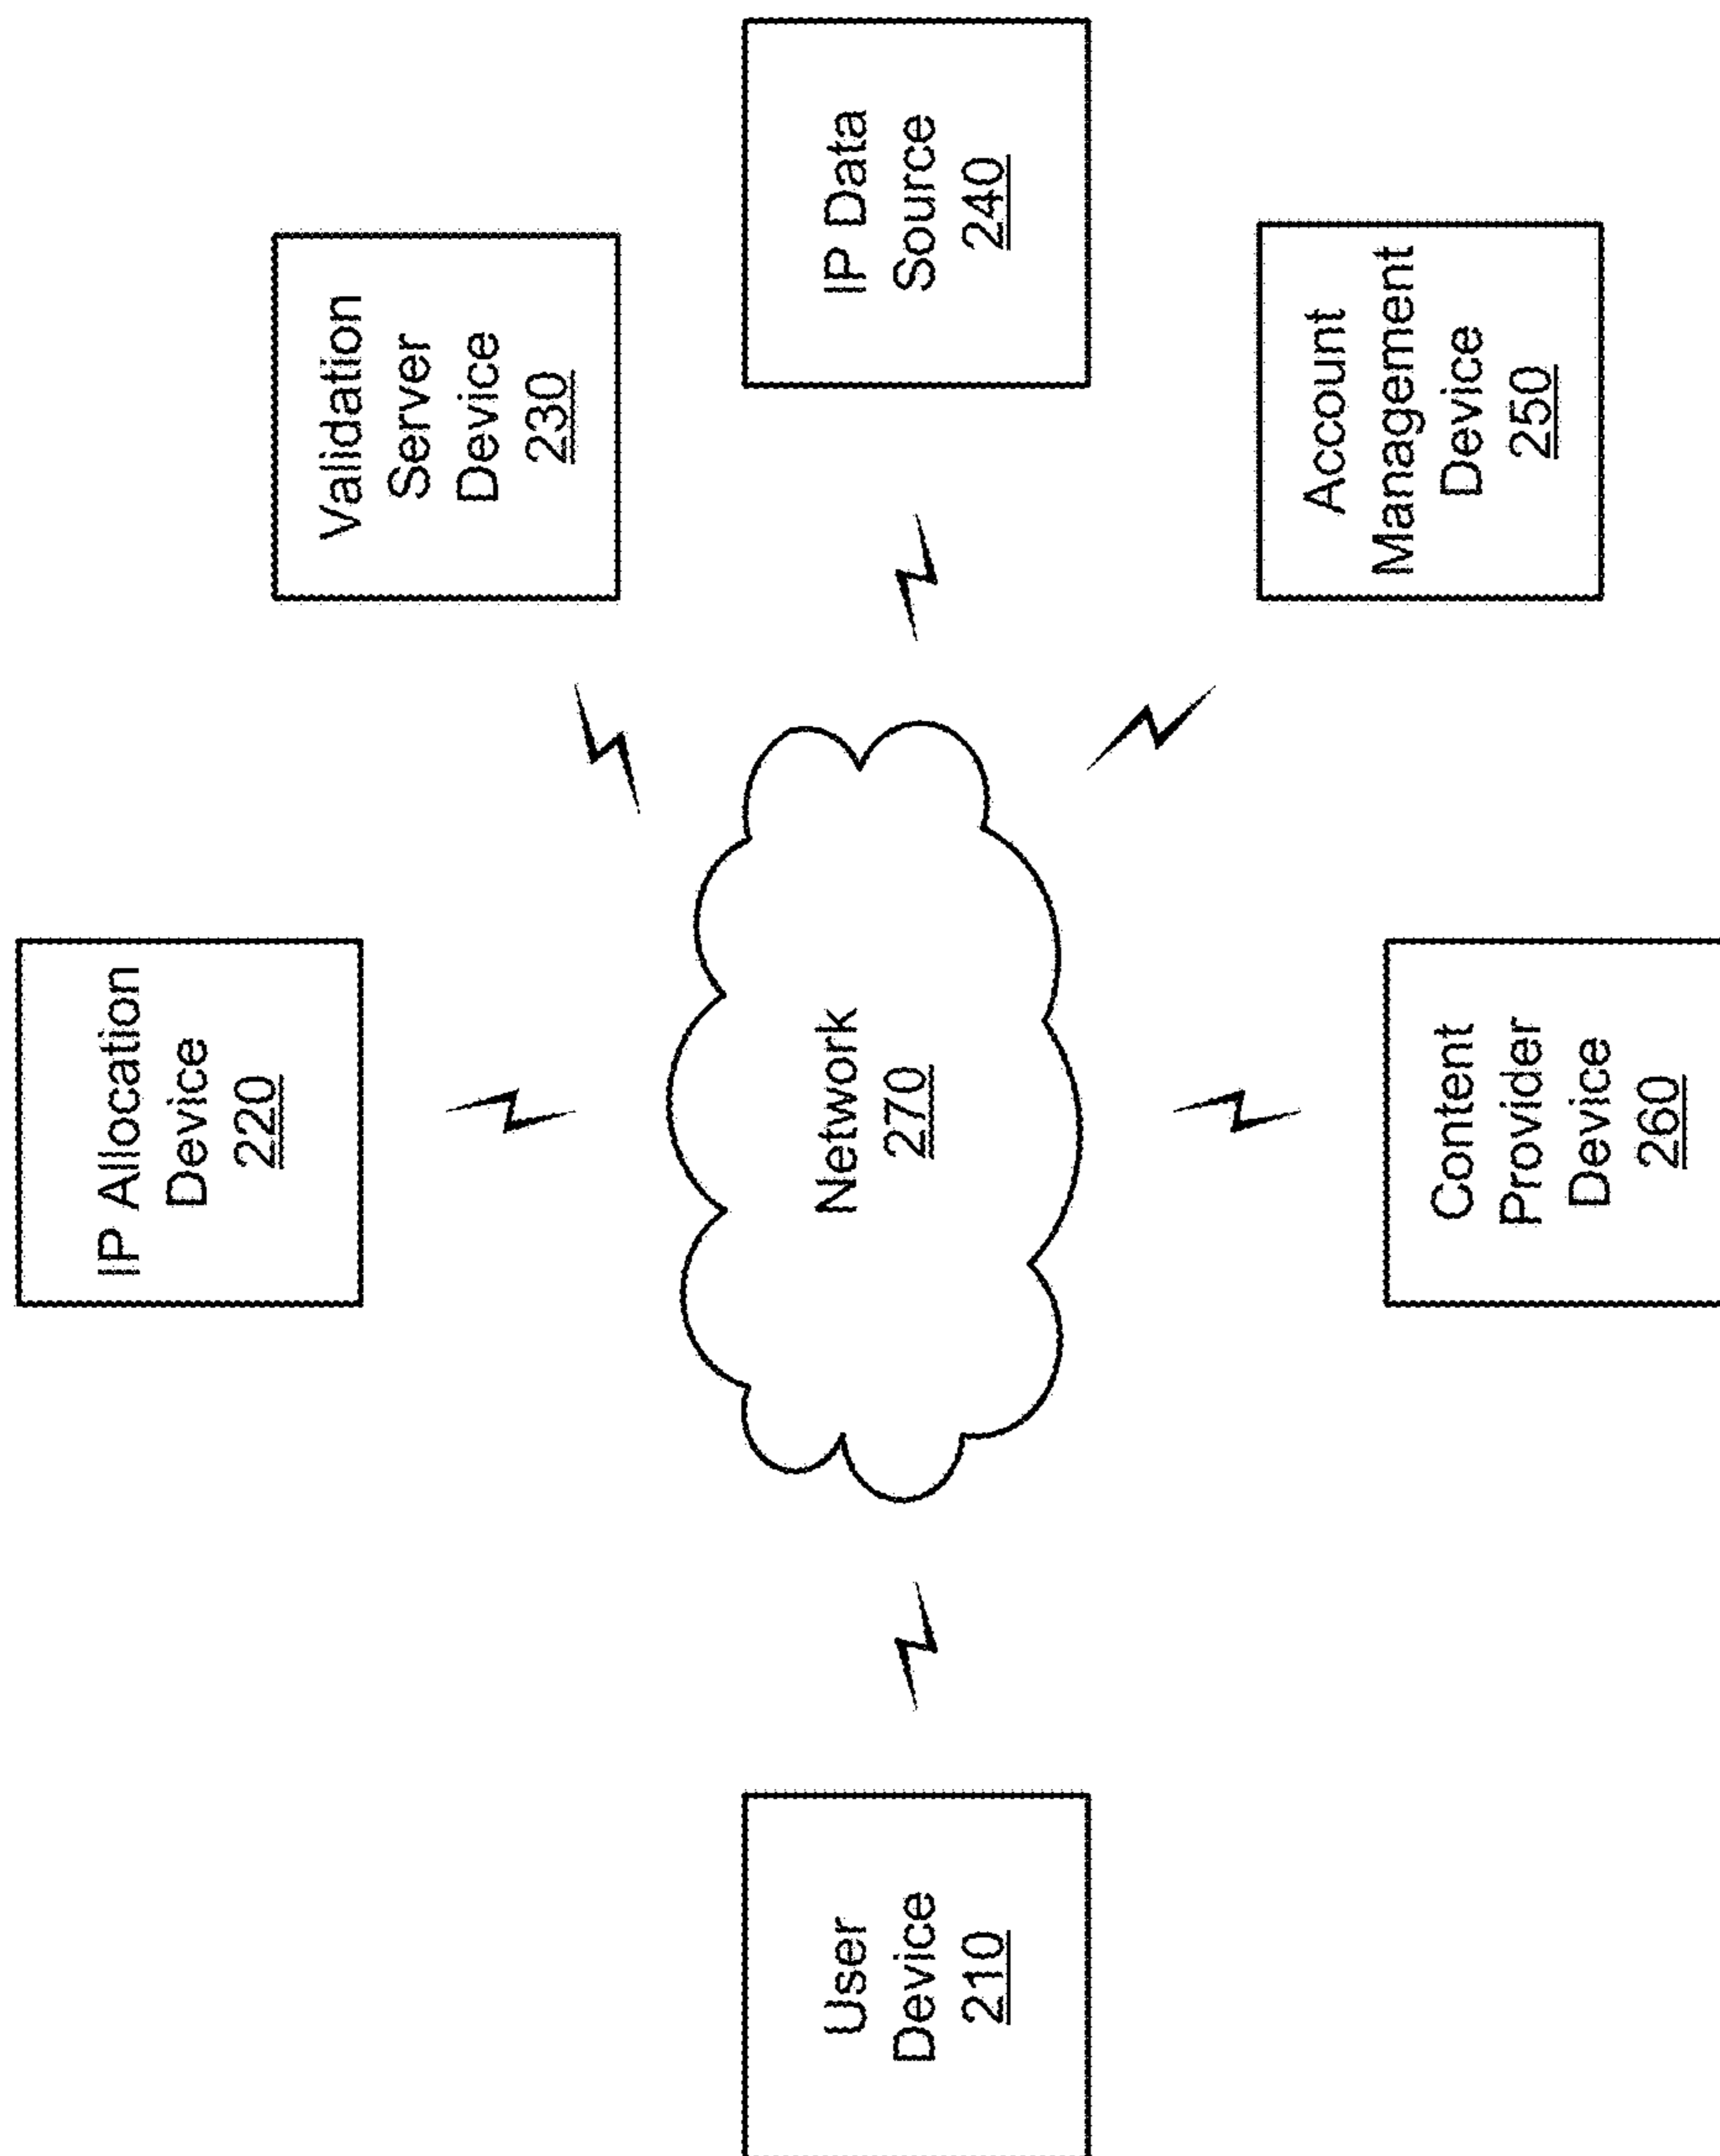 IP Allocation
Device
220
Validation
Server
Device
230
User
Device
210
Network
270
IP Data
Source
240
Account
Management
Device
250
Content
Provider
Device
260